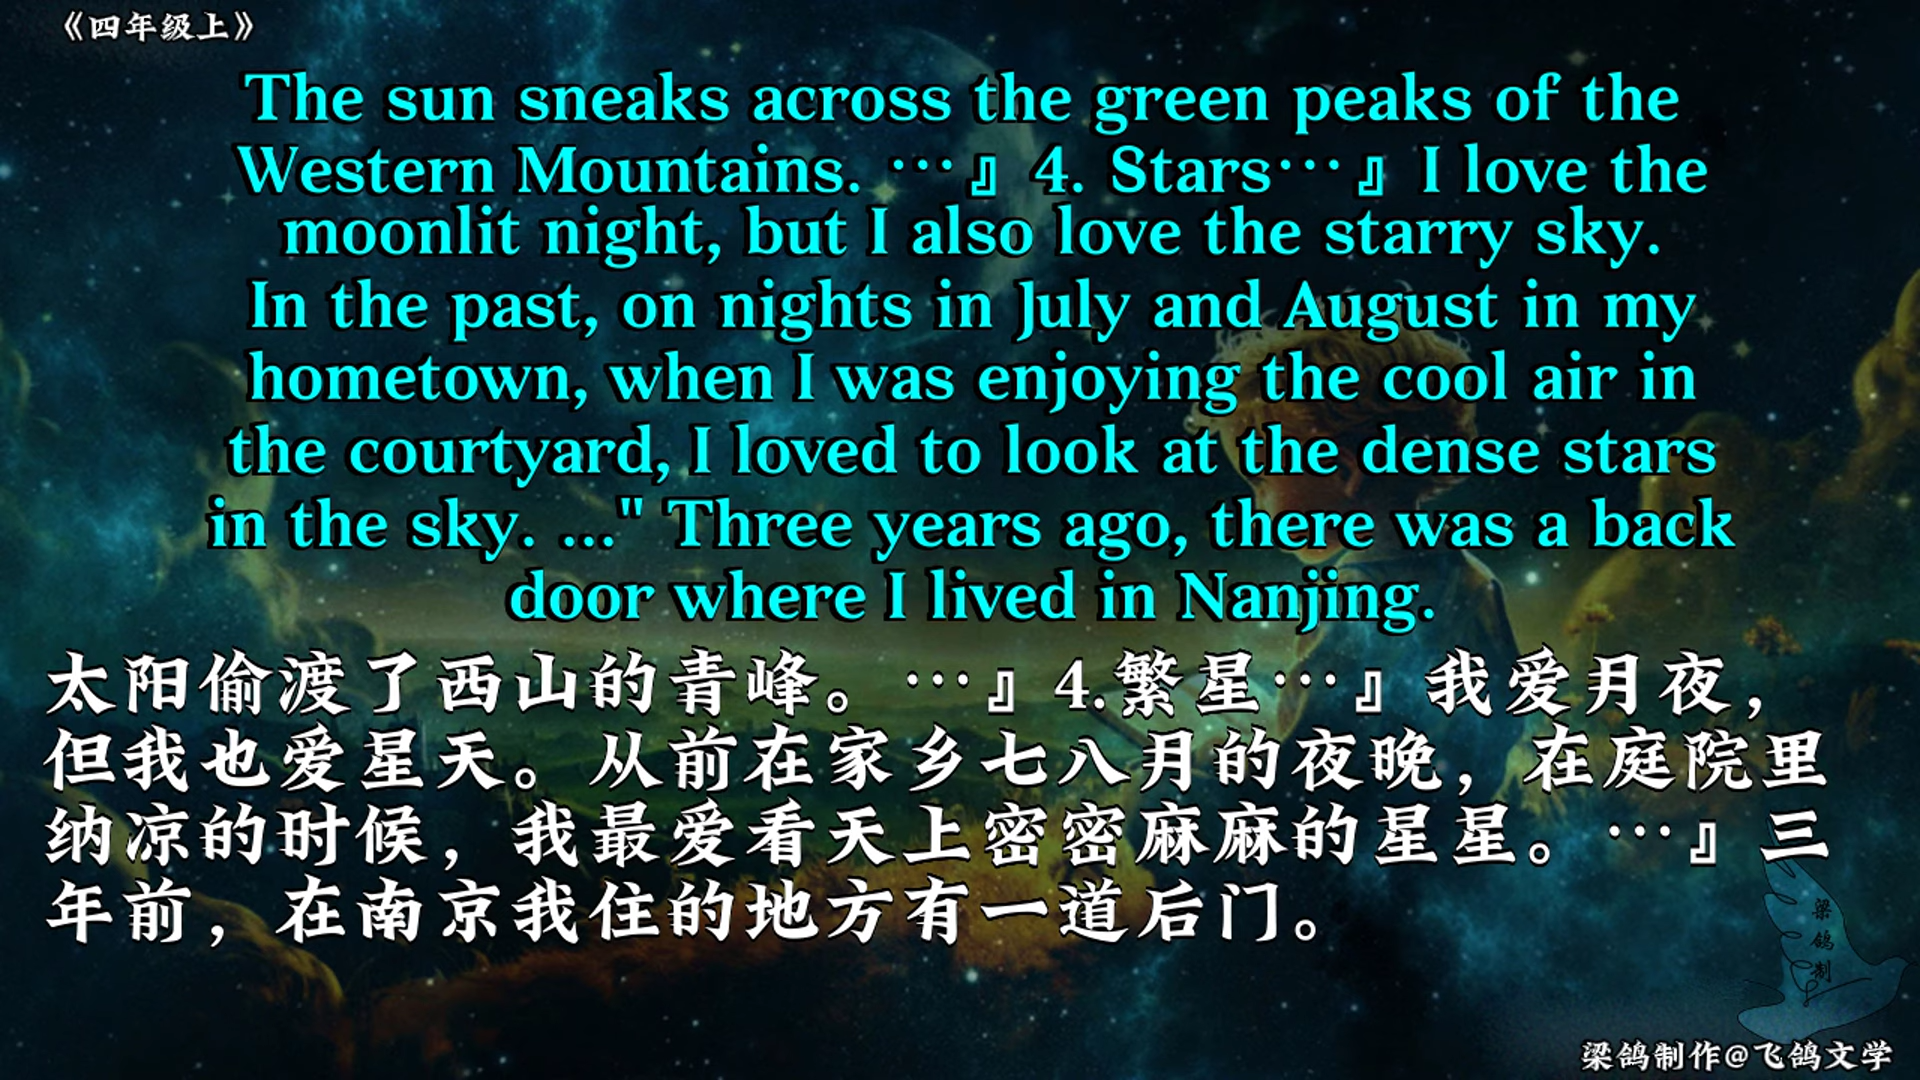 《四年级上》
The sun sneaks across the green peaks of the
Western Mountains. …』 4. Stars…』 I love the
moonlit night, but I also love the starry sky.
In the past, on nights in July and August in my
hometown, when I was enjoying the cool air in
the courtyard, I loved to look at the dense stars
in the sky. ..." Three years ago, there was a back
door where I lived in Nanjing.
太阳偷渡了西山的青峰。…』4.繁星…』我爱月夜，
但我也爱星天。从前在家乡七八月的夜晚，在庭院里
纳凉的时候，我最爱看天上密密麻麻的星星。…』三
年前，在南京我住的地方有一道后门。
梁
鸽
制
梁鸽制作@飞鸽文学